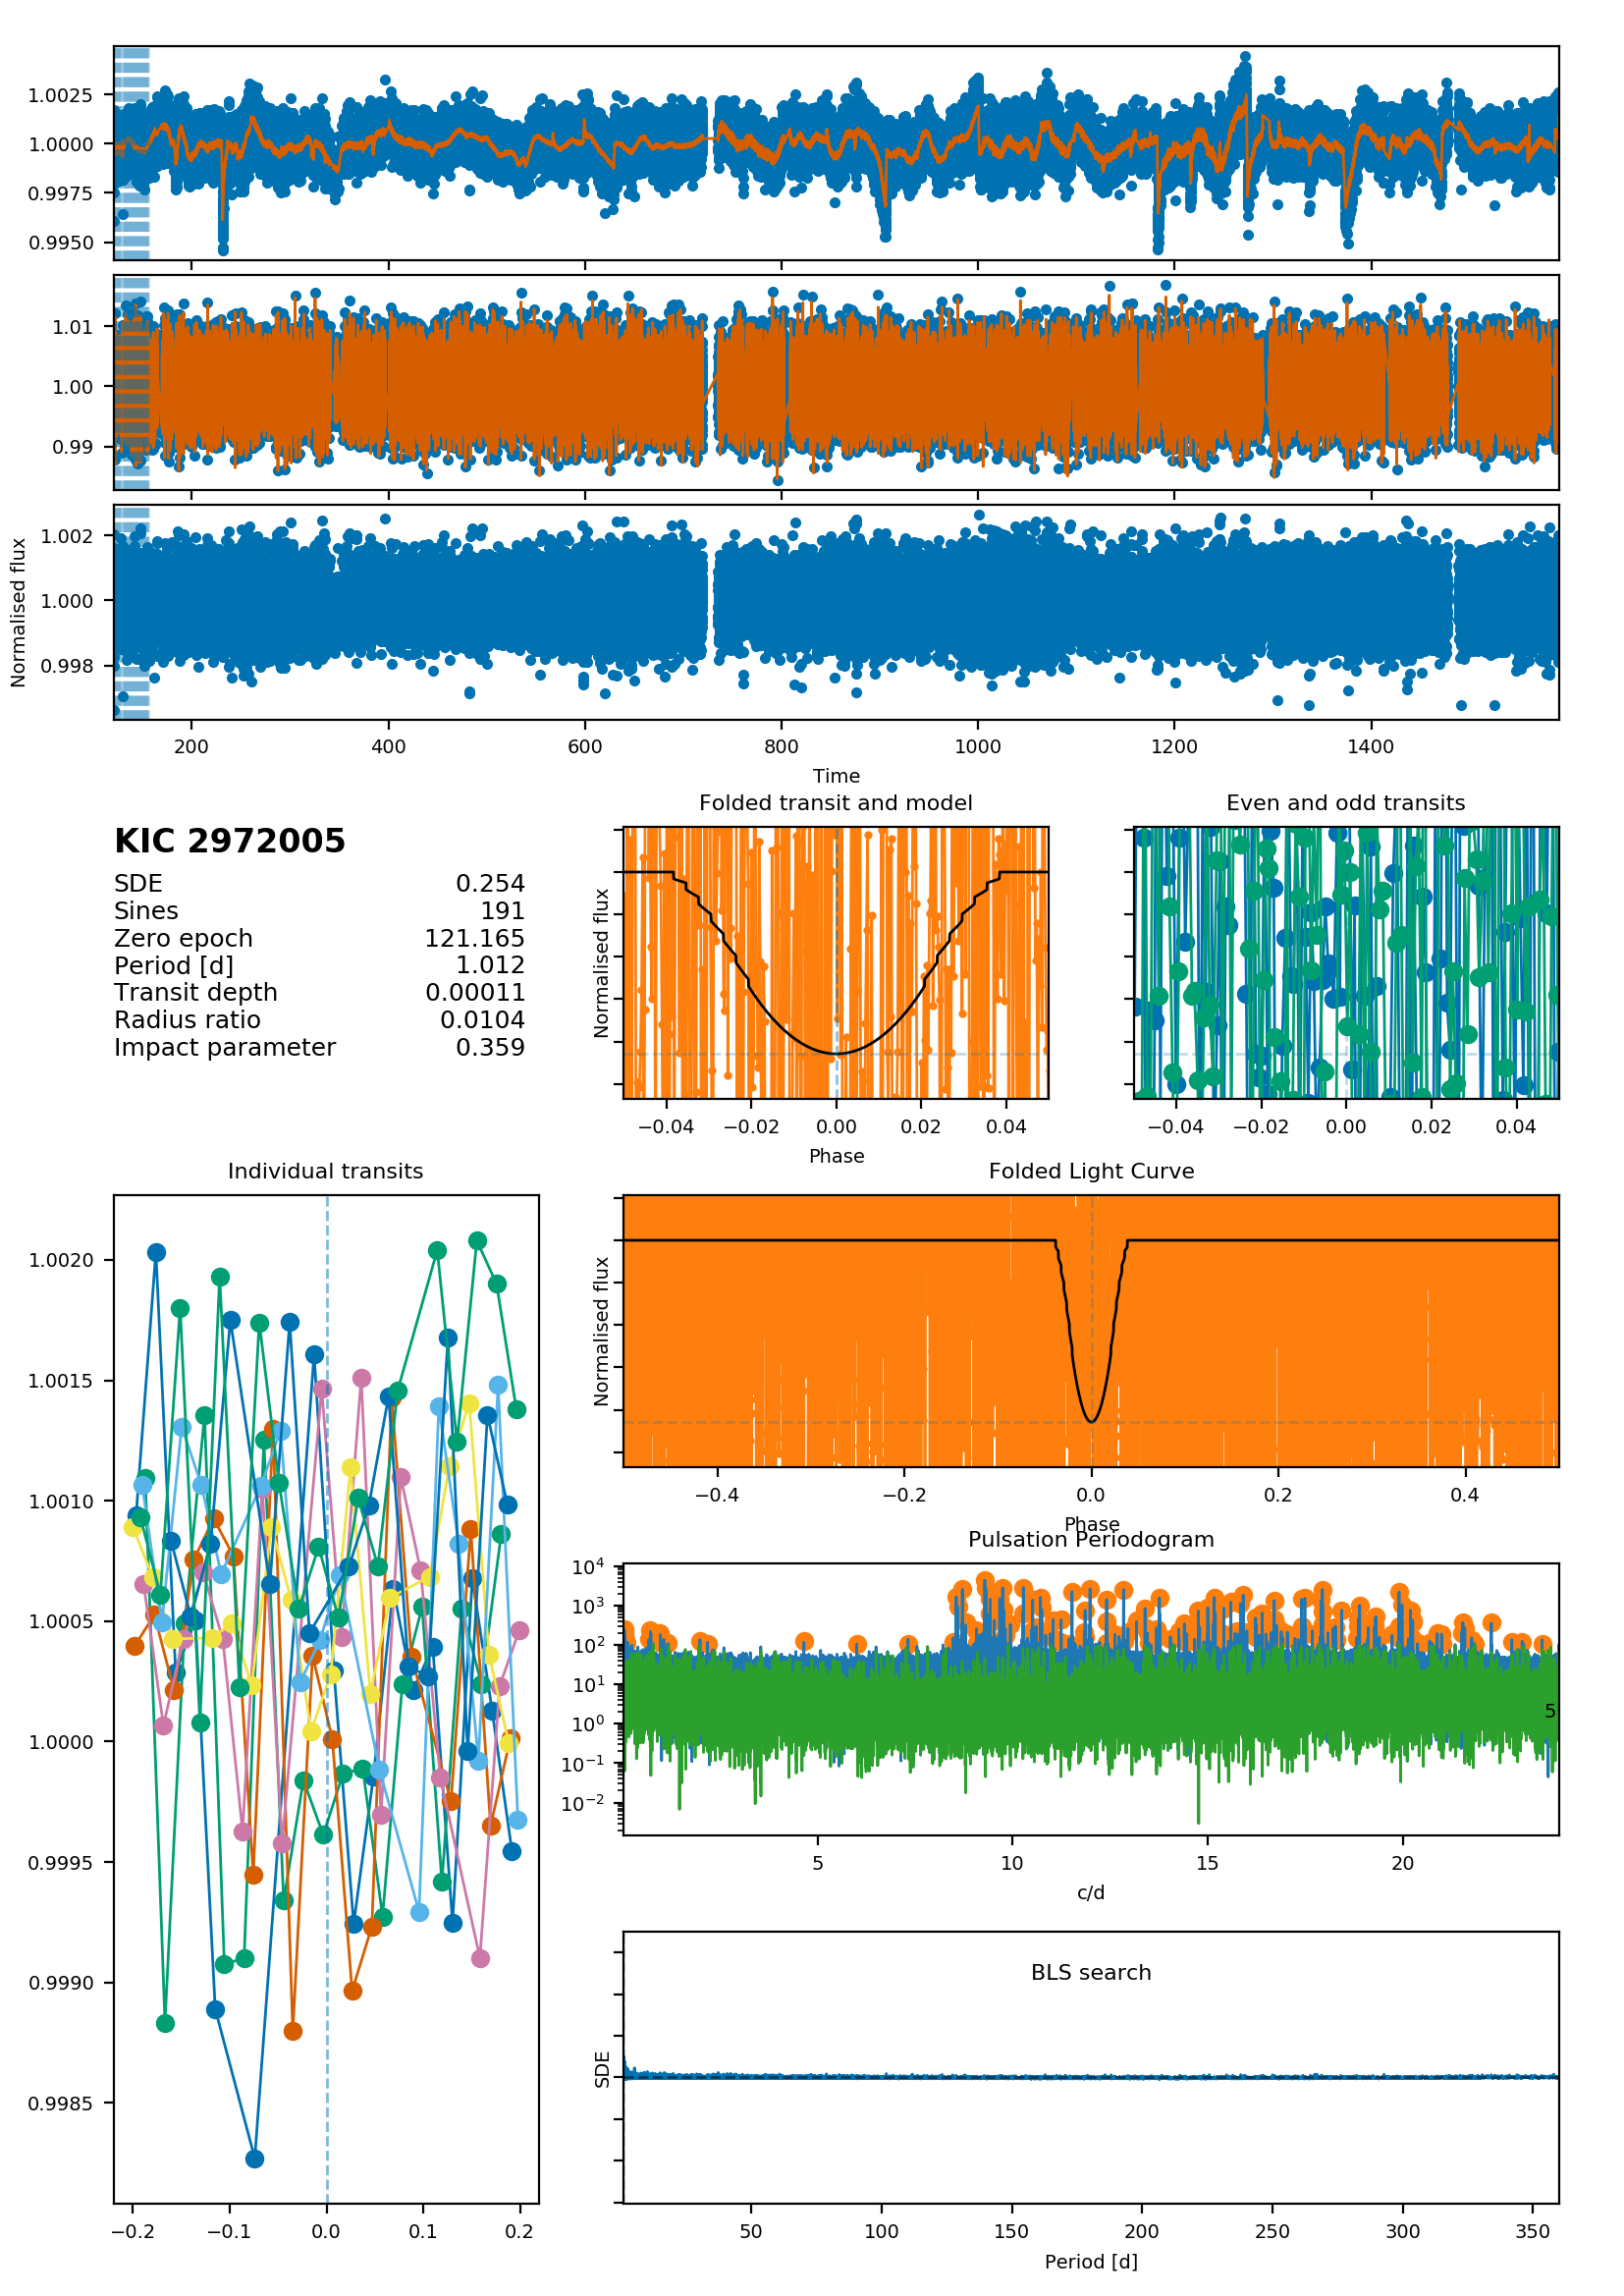 1.0025
1.0000
0.9975
0.9950
1.01
1.00
0.99
1.002
1.000
0.998
Normalised flux
200 400 600 800 1000 1200 1400
Time
KIC 2972005
SDE 0.254
Sines 191
Zero epoch 121.165
Period [d] 1.012
Transit depth 0.00011
Radius ratio 0.0104
Impact parameter 0.359
Folded transit and model
Normalised flux
−0.04 −0.02 0.00 0.02 0.04
Phase
Even and odd transits
−0.04 −0.02 0.00 0.02 0.04
Individual transits
1.0020
1.0015
1.0010
1.0005
1.0000
0.9995
0.9990
0.9985
−0.2 −0.1 0.0 0.1 0.2
Folded Light Curve
Normalised flux
−0.4 −0.2 0.0 0.2 0.4
Phase
Pulsation Periodogram
10⁴
10³
10²
10¹
10⁰
10⁻¹
10⁻²
5
5 10 15 20
c/d
BLS search
SDE
50 100 150 200 250 300 350
Period [d]